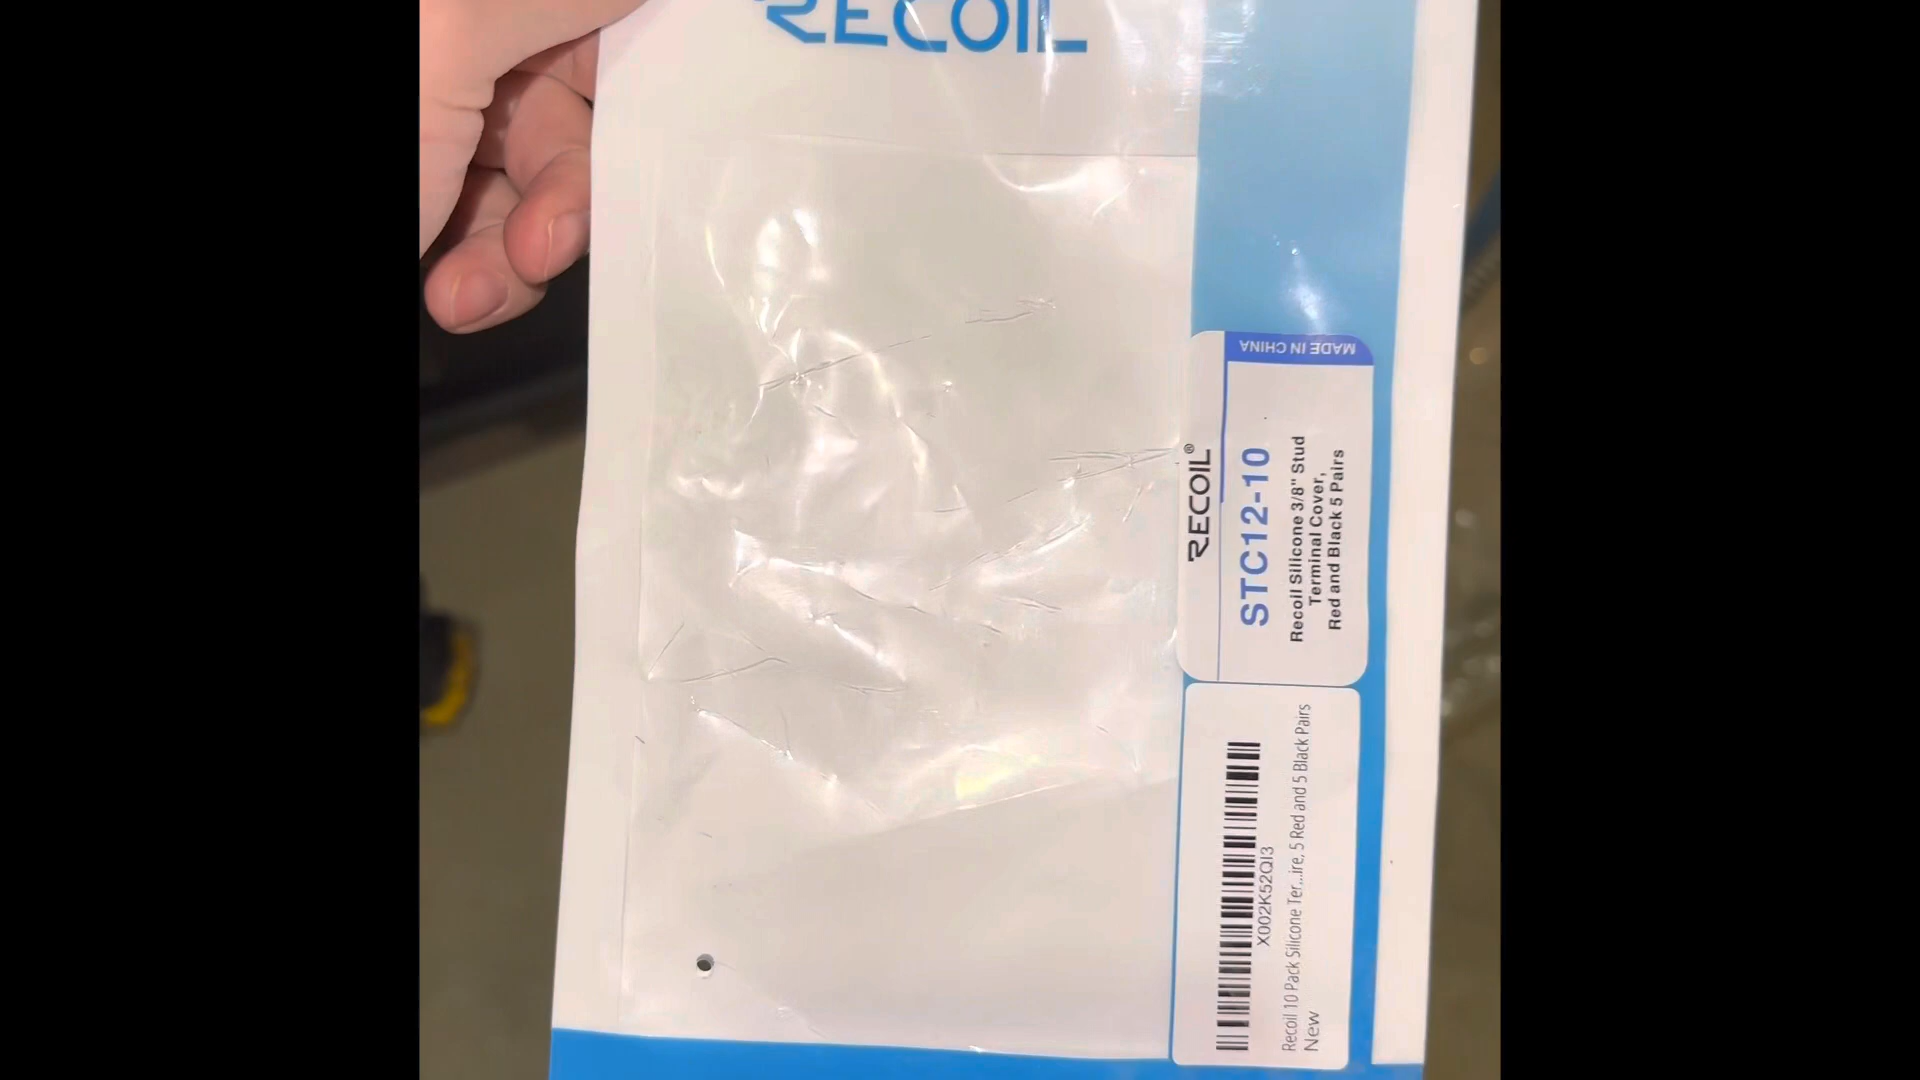 RECOIL
MADE IN CHINA
RECOIL®
STC12-10
Recoil Silicone 3/8" Stud
Terminal Cover,
Red and Black 5 Pairs
X002K52QI3
Recoil 10 Pack Silicone Ter...ire, 5 Red and 5 Black Pairs
New